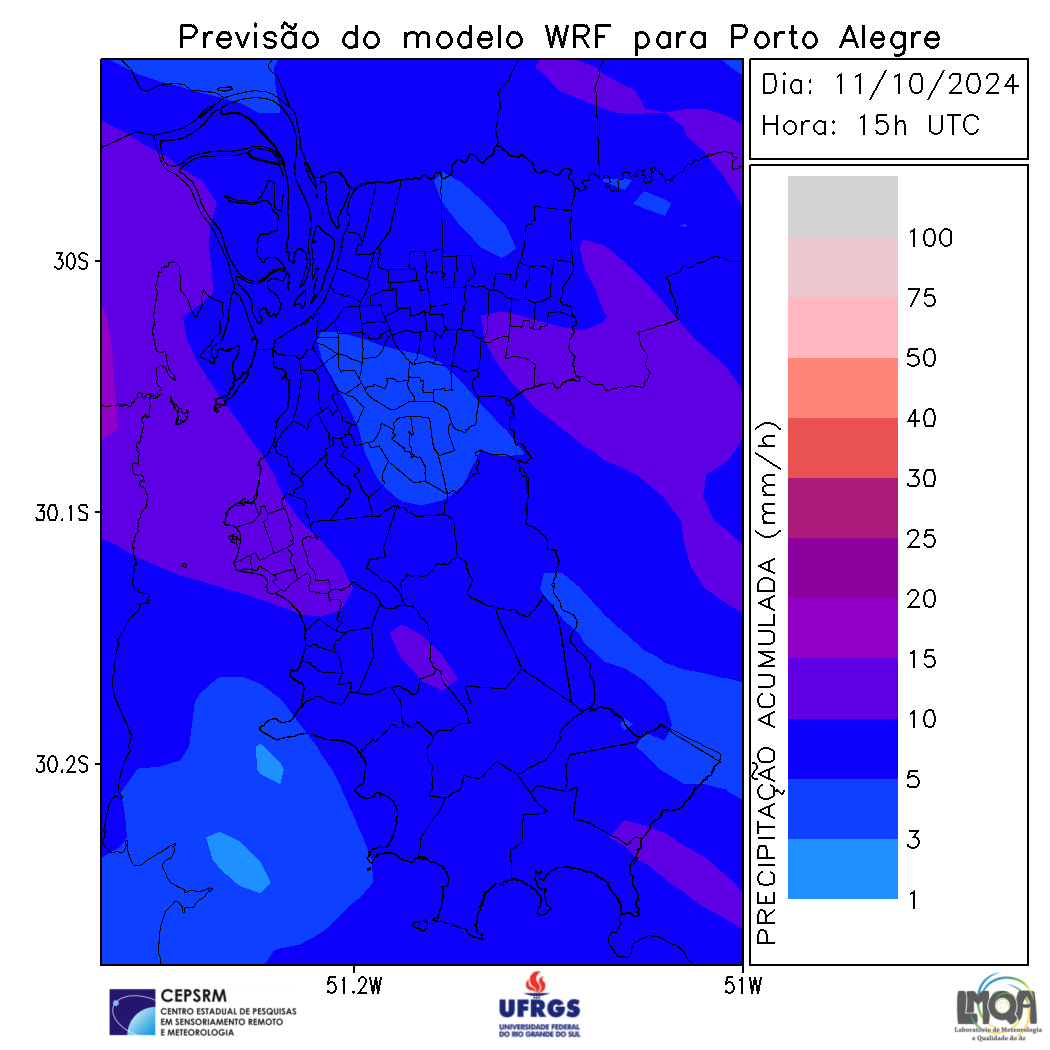 Previsão do modelo WRF para Porto Alegre
Dia: 11/10/2024
Hora: 15h UTC
30S
30.1S
30.2S
51.2W
51W
PRECIPITAÇÃO ACUMULADA (mm/h)
100
75
50
40
30
25
20
15
10
5
3
1
CEPSRM
CENTRO ESTADUAL DE PESQUISAS
EM SENSORIAMENTO REMOTO
E METEOROLOGIA
UFRGS
UNIVERSIDADE FEDERAL
DO RIO GRANDE DO SUL
LMQA
Laboratório de Meteorologia
e Qualidade do Ar